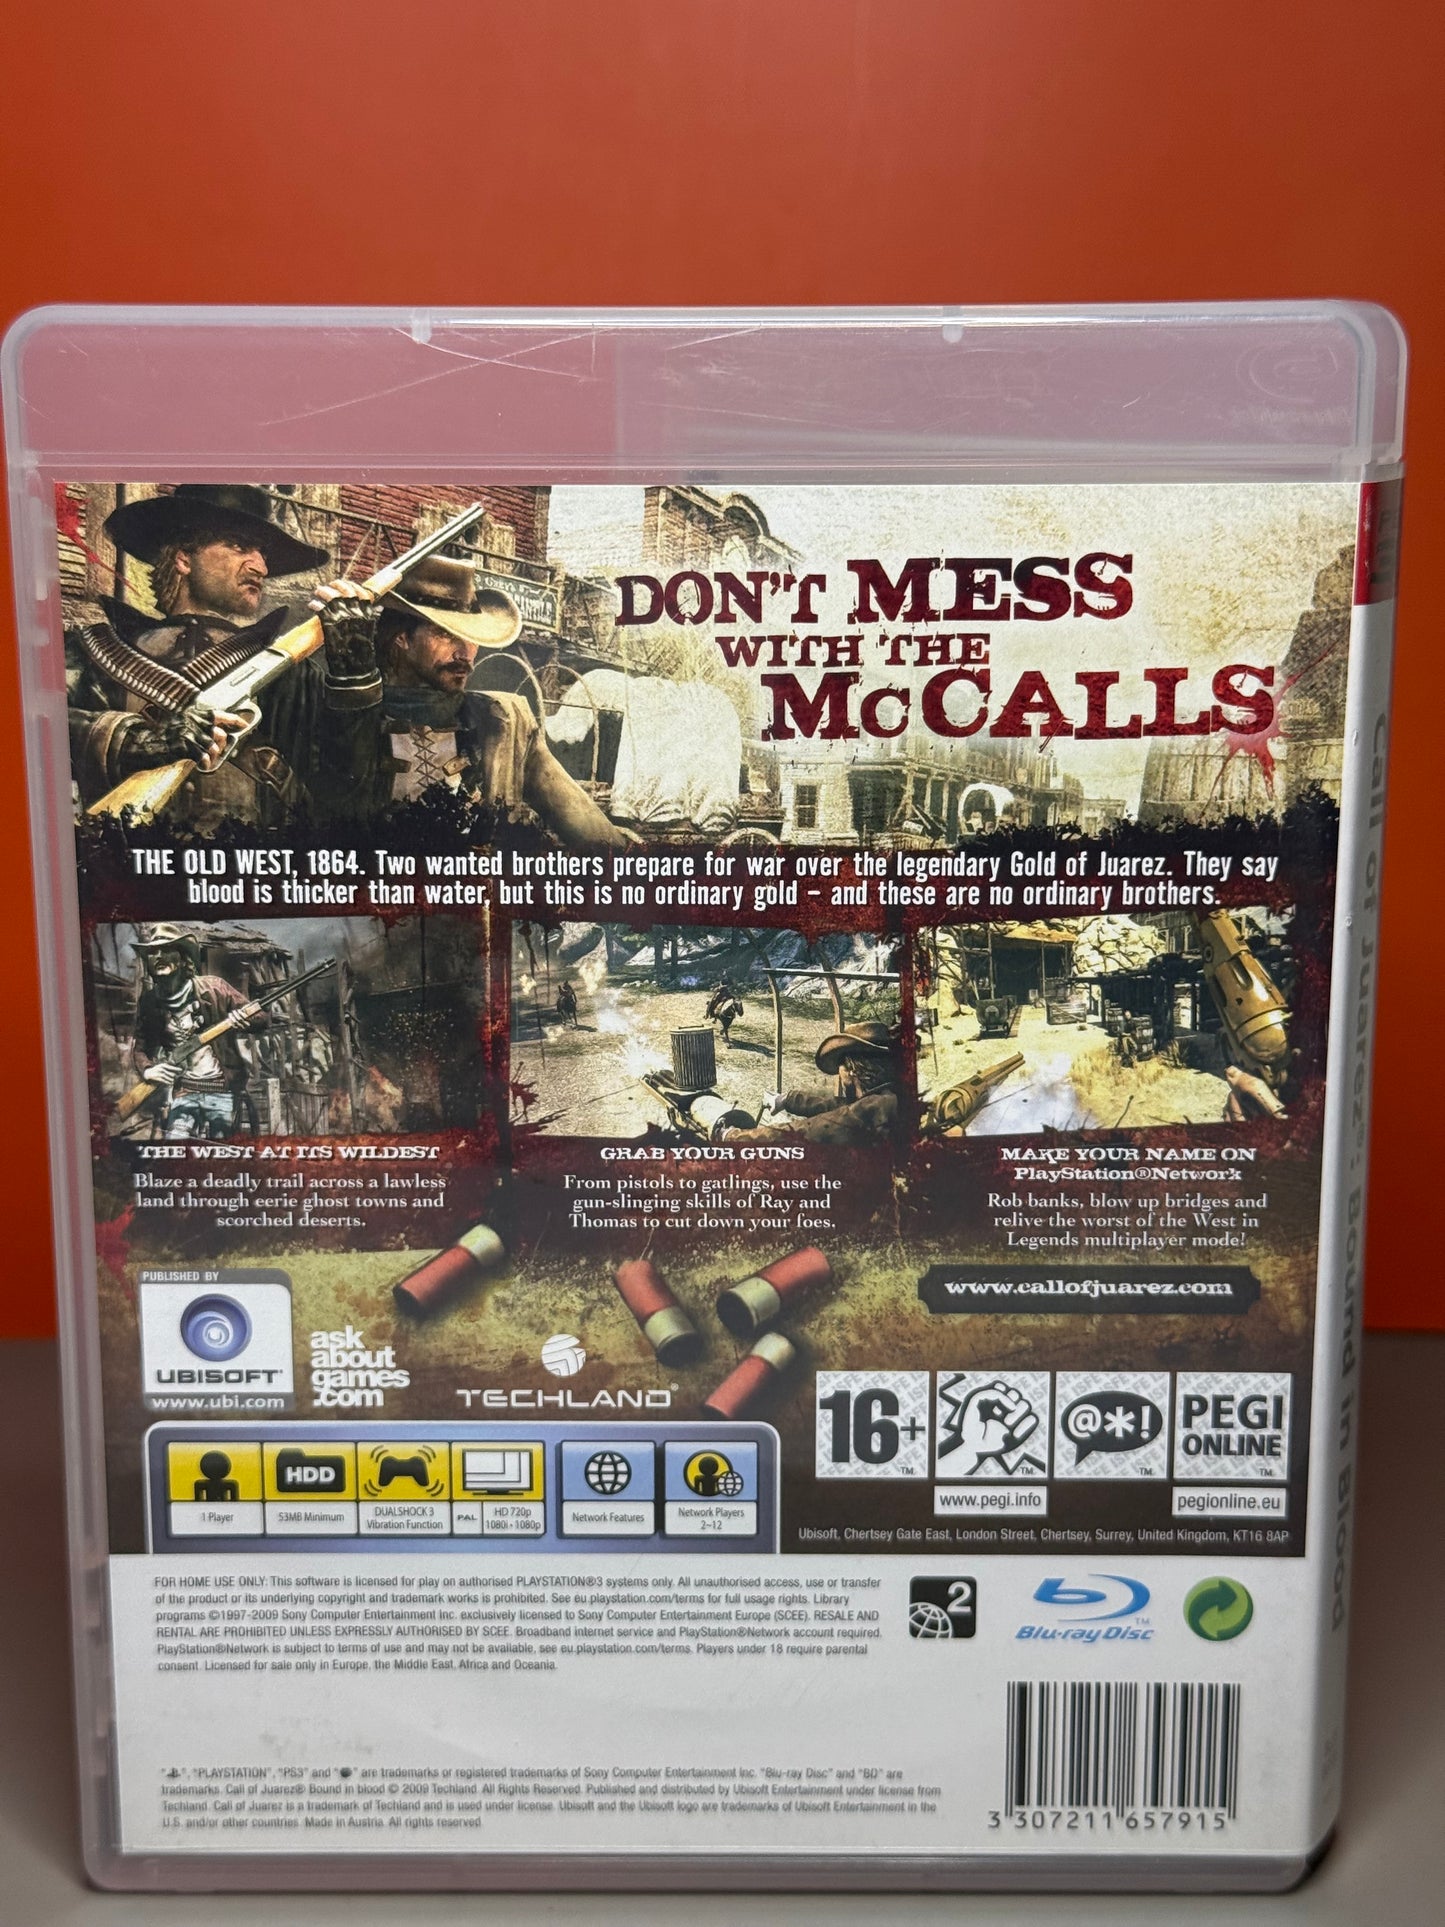 DON'T MESS
WITH THE
McCALLS
THE OLD WEST, 1864. Two wanted brothers prepare for war over the legendary Gold of Juarez. They say
blood is thicker than water, but this is no ordinary gold – and these are no ordinary brothers.
THE WEST AT ITS WILDEST
Blaze a deadly trail across a lawless
land through eerie ghost towns and
scorched deserts.
GRAB YOUR GUNS
From pistols to gatlings, use the
gun-slinging skills of Ray and
Thomas to cut down your foes.
MAKE YOUR NAME ON
PlayStation®Network
Rob banks, blow up bridges and
relive the worst of the West in
Legends multiplayer mode!
www.callofjuarez.com
PUBLISHED BY
UBISOFT
www.ubi.com
ask
about
games
.com
TECHLAND®
16+
@*!
PEGI
ONLINE
www.pegi.info
pegionline.eu
HDD
1 Player
53MB Minimum
DUALSHOCK 3
Vibration Function
PAL
HD 720p
1080i • 1080p
Network Features
Network Players
2~12
Ubisoft, Chertsey Gate East, London Street, Chertsey, Surrey, United Kingdom, KT16 8AP
FOR HOME USE ONLY: This software is licensed for play on authorised PLAYSTATION®3 systems only. All unauthorised access, use or transfer
of the product or its underlying copyright and trademark works is prohibited. See eu.playstation.com/terms for full usage rights. Library
programs ©1997-2009 Sony Computer Entertainment Inc. exclusively licensed to Sony Computer Entertainment Europe (SCEE). RESALE AND
RENTAL ARE PROHIBITED UNLESS EXPRESSLY AUTHORISED BY SCEE. Broadband internet service and PlayStation®Network account required.
PlayStation®Network is subject to terms of use and may not be available, see eu.playstation.com/terms. Players under 18 require parental
consent. Licensed for sale only in Europe, the Middle East, Africa and Oceania.
2
Blu-ray Disc™
", "PLAYSTATION", "PS3" and " " are trademarks or registered trademarks of Sony Computer Entertainment Inc. "Blu-ray Disc" and "BD" are
trademarks. Call of Juarez® Bound in blood © 2009 Techland. All Rights Reserved. Published and distributed by Ubisoft Entertainment under license from
Techland. Call of Juarez is a trademark of Techland and is used under license. Ubisoft and the Ubisoft logo are trademarks of Ubisoft Entertainment in the
U.S. and/or other countries. Made in Austria. All rights reserved.
3 307211 657915
Call of Juarez®: Bound in Blood